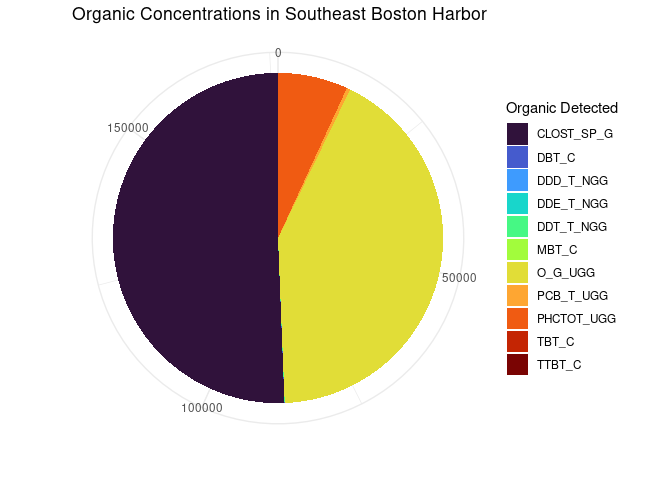 Organic Concentrations in Southeast Boston Harbor
0
150000
50000
100000
Organic Detected
CLOST_SP_G
DBT_C
DDD_T_NGG
DDE_T_NGG
DDT_T_NGG
MBT_C
O_G_UGG
PCB_T_UGG
PHCTOT_UGG
TBT_C
TTBT_C